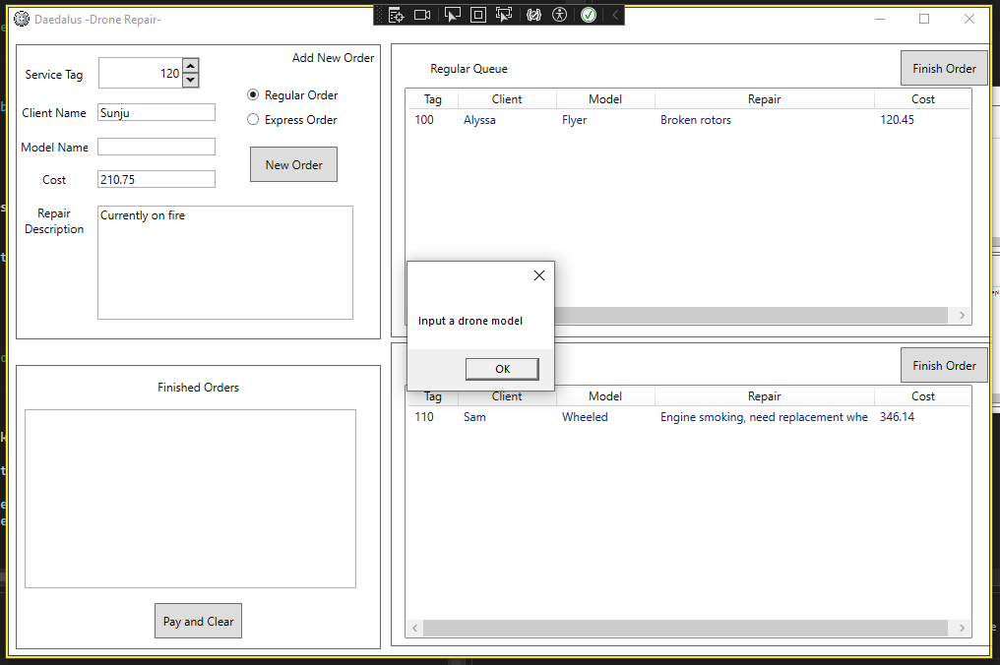 Daedalus -Drone Repair-
Add New Order
Service Tag 120
Regular Order
Client Name Sunju
Express Order
Model Name
New Order
Cost 210.75
Repair Description
Currently on fire
Regular Queue
Finish Order
Tag Client Model Repair Cost
100 Alyssa Flyer Broken rotors 120.45
Input a drone model
OK
Finish Order
Tag Client Model Repair Cost
110 Sam Wheeled Engine smoking, need replacement whe 346.14
Finished Orders
Pay and Clear